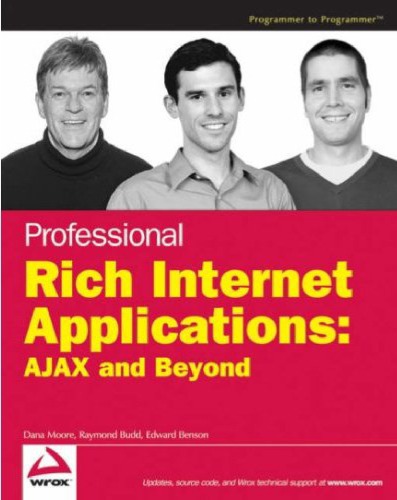 Programmer to Programmer™
Professional
Rich Internet
Applications:
AJAX and Beyond
Dana Moore, Raymond Budd, Edward Benson
wrox™
Updates, source code, and Wrox technical support at www.wrox.com